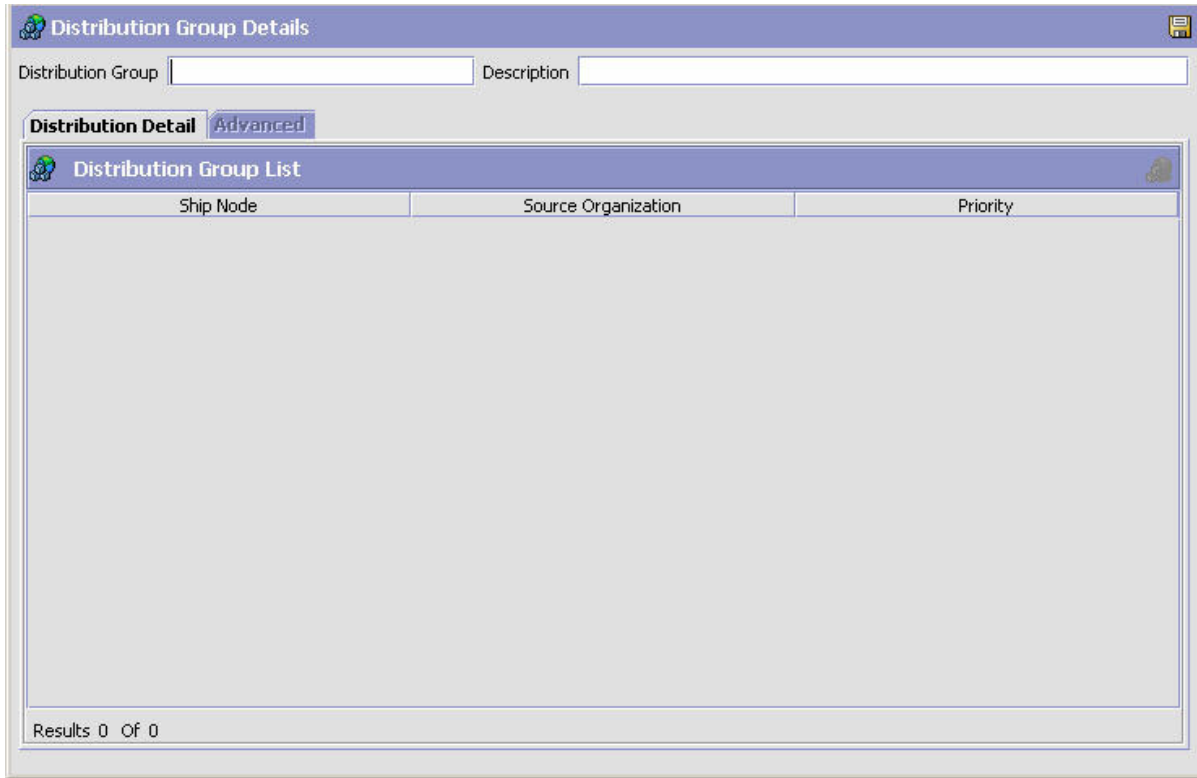 Distribution Group Details
Distribution Group Description
Distribution Detail Advanced
Distribution Group List
Ship Node Source Organization Priority
Results 0 Of 0